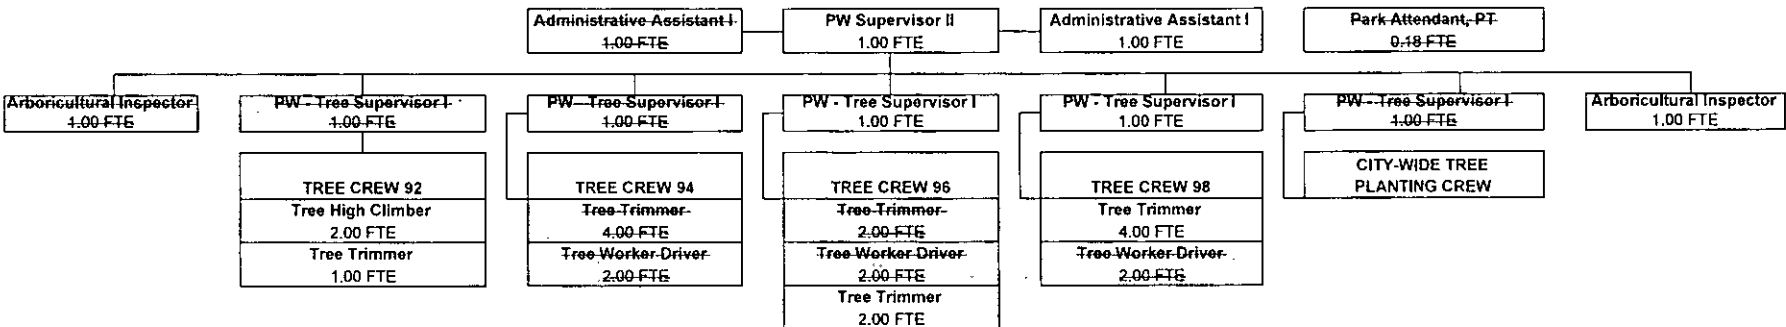 Administrative Assistant I
1.00 FTE
PW Supervisor II
1.00 FTE
Administrative Assistant I
1.00 FTE
Park Attendant, PT
0.18 FTE
Arboricultural Inspector
1.00 FTE
PW - Tree Supervisor I
1.00 FTE
PW - Tree Supervisor I
1.00 FTE
PW - Tree Supervisor I
1.00 FTE
PW - Tree Supervisor I
1.00 FTE
PW - Tree Supervisor I
1.00 FTE
Arboricultural Inspector
1.00 FTE
TREE CREW 92
Tree High Climber
2.00 FTE
Tree Trimmer
1.00 FTE
TREE CREW 94
Tree Trimmer
4.00 FTE
Tree Worker Driver
2.00 FTE
TREE CREW 96
Tree Trimmer
2.00 FTE
Tree Worker Driver
2.00 FTE
Tree Trimmer
2.00 FTE
TREE CREW 98
Tree Trimmer
4.00 FTE
Tree Worker Driver
2.00 FTE
CITY-WIDE TREE
PLANTING CREW